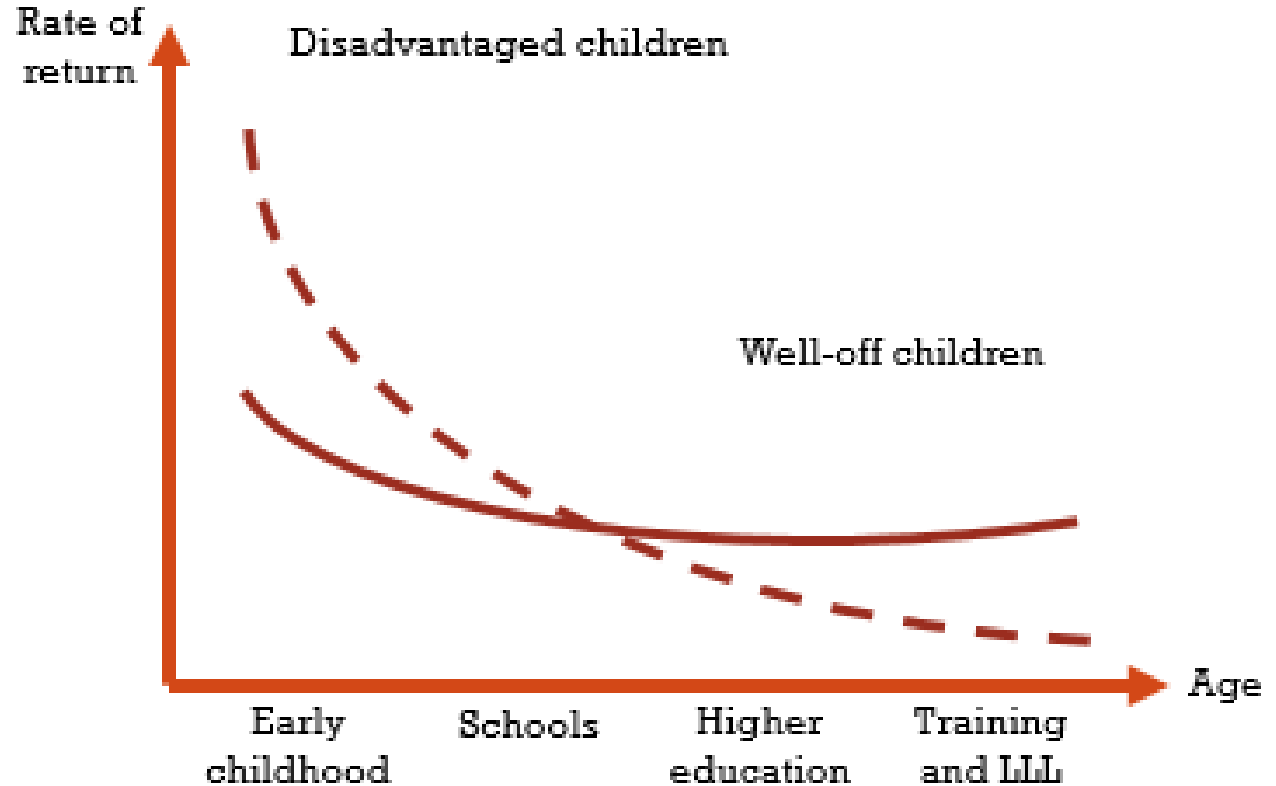 Rate of
return
Disadvantaged children
Well-off children
Age
Early
childhood
Schools
Higher
education
Training
and LLL